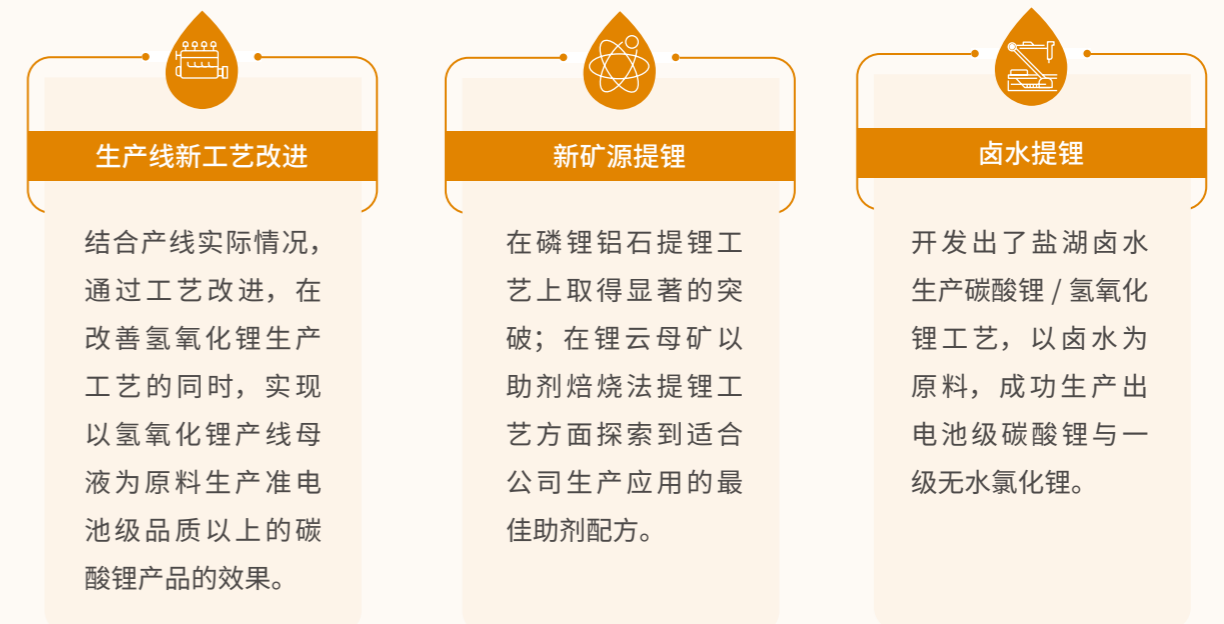 生产线新工艺改进
结合产线实际情况，
通过工艺改进，在
改善氢氧化锂生产
工艺的同时，实现
以氢氧化锂产线母
液为原料生产准电
池级品质以上的碳
酸锂产品的效果。
新矿源提锂
在磷锂铝石提锂工
艺上取得显著的突
破；在锂云母矿以
助剂焙烧法提锂工
艺方面探索到适合
公司生产应用的最
佳助剂配方。
卤水提锂
开发出了盐湖卤水
生产碳酸锂 / 氢氧化
锂工艺，以卤水为
原料，成功生产出
电池级碳酸锂与一
级无水氯化锂。